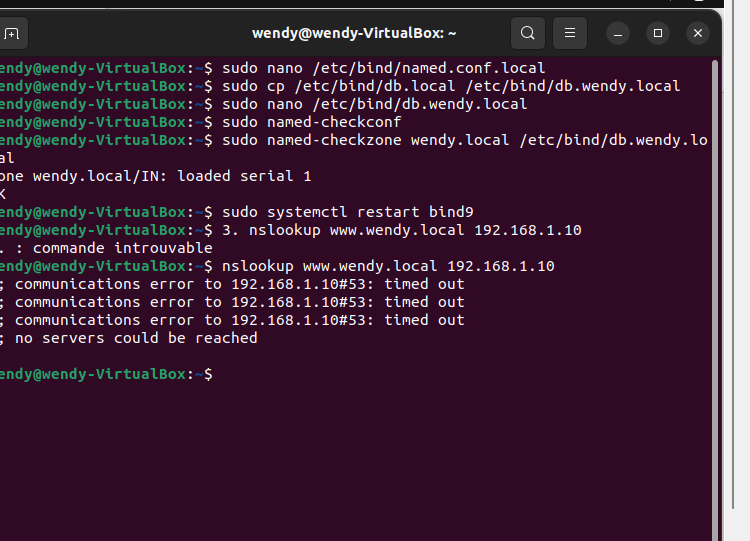 wendy@wendy-VirtualBox: ~
endy@wendy-VirtualBox:~$ sudo nano /etc/bind/named.conf.local
endy@wendy-VirtualBox:~$ sudo cp /etc/bind/db.local /etc/bind/db.wendy.local
endy@wendy-VirtualBox:~$ sudo nano /etc/bind/db.wendy.local
endy@wendy-VirtualBox:~$ sudo named-checkconf
endy@wendy-VirtualBox:~$ sudo named-checkzone wendy.local /etc/bind/db.wendy.lo
al
one wendy.local/IN: loaded serial 1
K
endy@wendy-VirtualBox:~$ sudo systemctl restart bind9
endy@wendy-VirtualBox:~$ 3. nslookup www.wendy.local 192.168.1.10
. : commande introuvable
endy@wendy-VirtualBox:~$ nslookup www.wendy.local 192.168.1.10
; communications error to 192.168.1.10#53: timed out
; communications error to 192.168.1.10#53: timed out
; communications error to 192.168.1.10#53: timed out
; no servers could be reached
endy@wendy-VirtualBox:~$